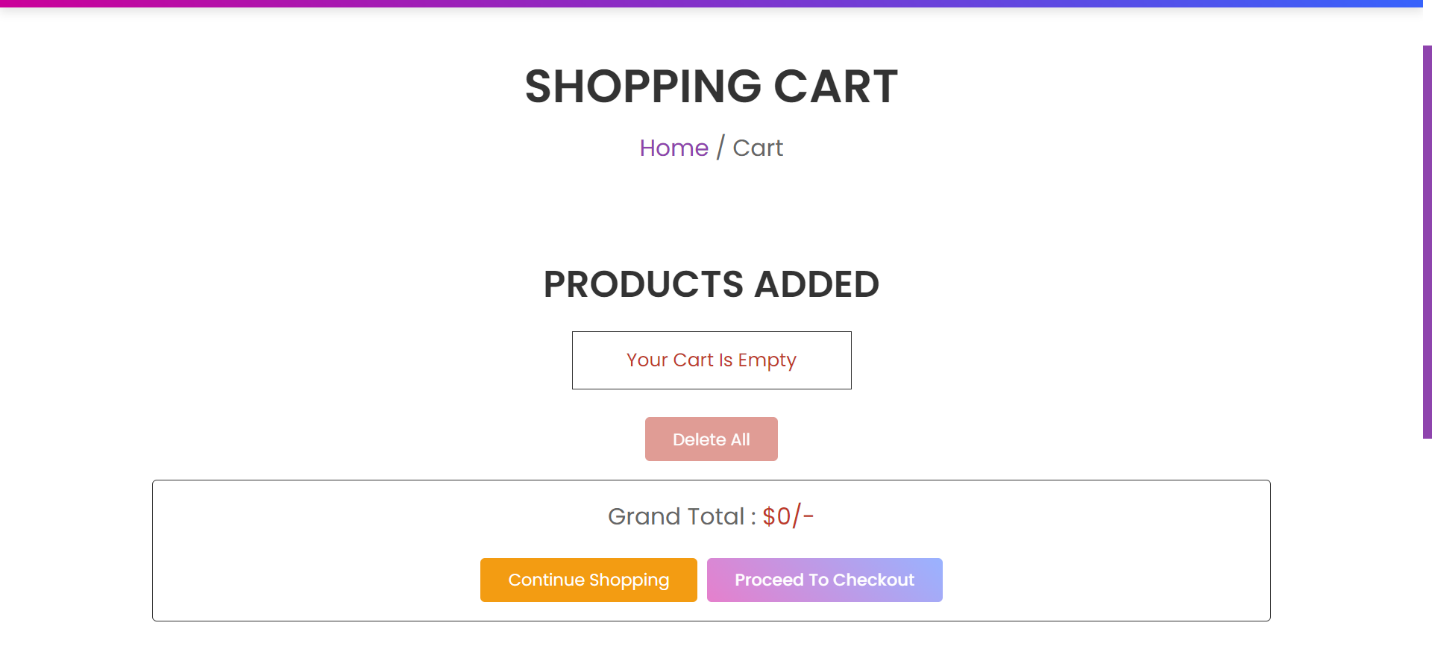 SHOPPING CART
Home / Cart
PRODUCTS ADDED
Your Cart Is Empty
Delete All
Grand Total : $0/-
Continue Shopping Proceed To Checkout